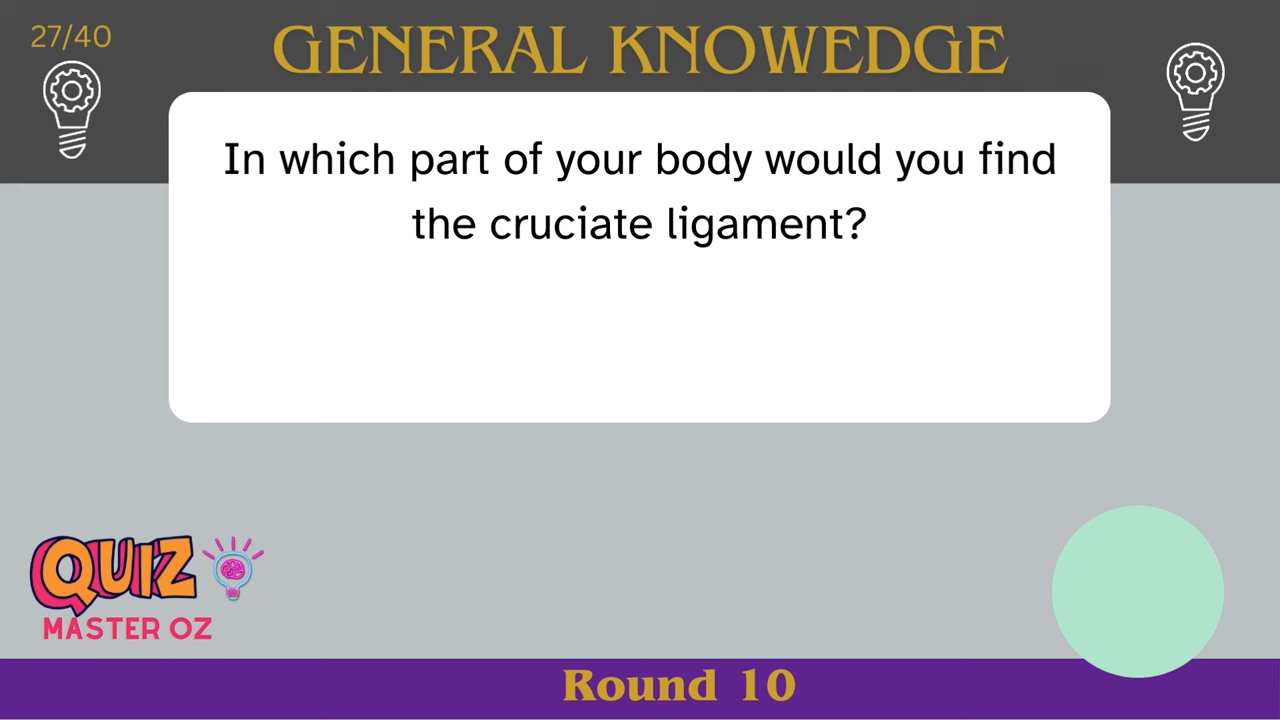 27/40
GENERAL KNOWEDGE
In which part of your body would you find
the cruciate ligament?
QUIZ
MASTER OZ
Round 10